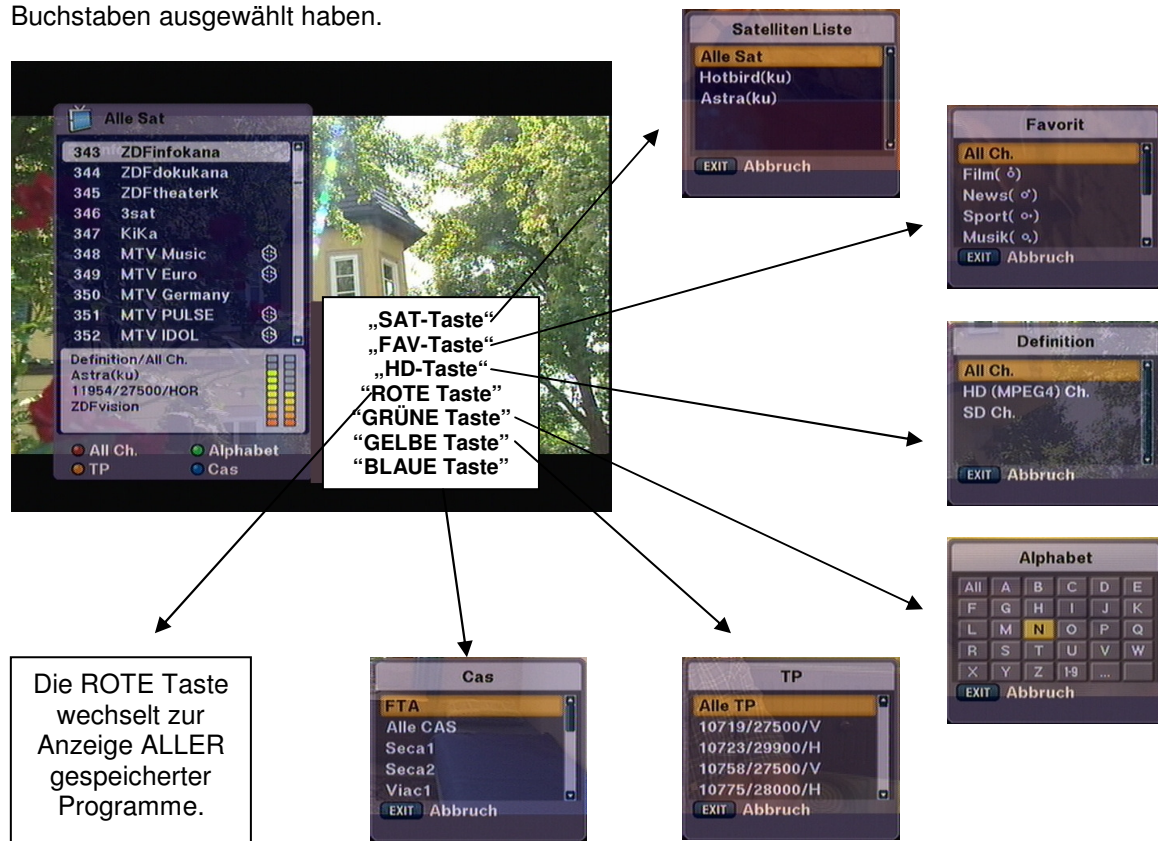 Buchstaben ausgewählt haben.
Alle Sat
343 ZDFinfokana
344 ZDFdokukana
345 ZDFtheaterk
346 3sat
347 KiKa
348 MTV Music
349 MTV Euro
350 MTV Germany
351 MTV PULSE
352 MTV IDOL
Definition/All Ch.
Astra(ku)
11954/27500/HOR
ZDFvision
All Ch. Alphabet
TP Cas
„SAT-Taste“
„FAV-Taste“
„HD-Taste“
“ROTE Taste”
“GRÜNE Taste”
“GELBE Taste”
“BLAUE Taste”
Satelliten Liste
Alle Sat
Hotbird(ku)
Astra(ku)
EXIT Abbruch
Favorit
All Ch.
Film( )
News( )
Sport( )
Musik( )
EXIT Abbruch
Definition
All Ch.
HD (MPEG4) Ch.
SD Ch.
EXIT Abbruch
Alphabet
All A B C D E
F G H I J K
L M N O P Q
R S T U V W
X Y Z 1-9 ...
EXIT Abbruch
Die ROTE Taste
wechselt zur
Anzeige ALLER
gespeicherter
Programme.
Cas
FTA
Alle CAS
Seca1
Seca2
Viac1
EXIT Abbruch
TP
Alle TP
10719/27500/V
10723/29900/H
10758/27500/V
10775/28000/H
EXIT Abbruch